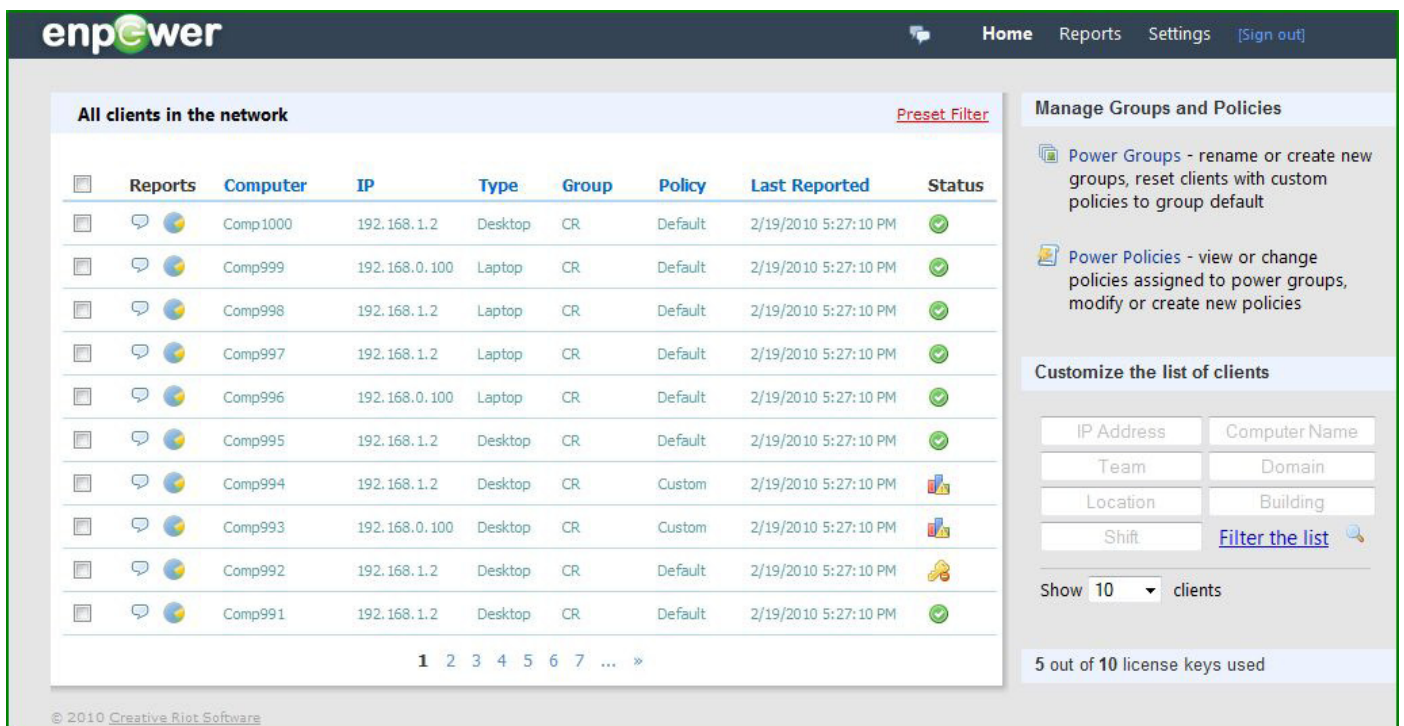 enpower
Home Reports Settings [Sign out]
All clients in the network Preset Filter
Reports Computer IP Type Group Policy Last Reported Status
Comp1000 192.168.1.2 Desktop CR Default 2/19/2010 5:27:10 PM
Comp999 192.168.0.100 Laptop CR Default 2/19/2010 5:27:10 PM
Comp998 192.168.1.2 Laptop CR Default 2/19/2010 5:27:10 PM
Comp997 192.168.1.2 Laptop CR Default 2/19/2010 5:27:10 PM
Comp996 192.168.0.100 Laptop CR Default 2/19/2010 5:27:10 PM
Comp995 192.168.1.2 Desktop CR Default 2/19/2010 5:27:10 PM
Comp994 192.168.1.2 Desktop CR Custom 2/19/2010 5:27:10 PM
Comp993 192.168.0.100 Desktop CR Custom 2/19/2010 5:27:10 PM
Comp992 192.168.1.2 Desktop CR Default 2/19/2010 5:27:10 PM
Comp991 192.168.1.2 Desktop CR Default 2/19/2010 5:27:10 PM
1 2 3 4 5 6 7 ... »
Manage Groups and Policies
Power Groups - rename or create new
groups, reset clients with custom
policies to group default
Power Policies - view or change
policies assigned to power groups,
modify or create new policies
Customize the list of clients
IP Address Computer Name
Team Domain
Location Building
Shift Filter the list
Show 10 clients
5 out of 10 license keys used
© 2010 Creative Riot Software